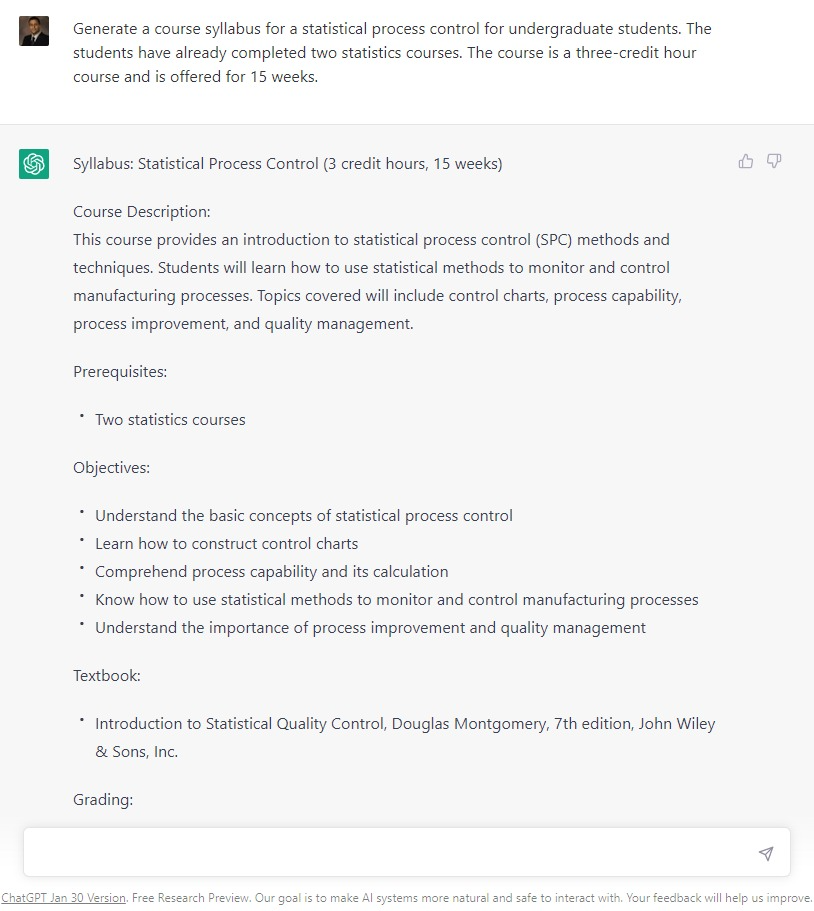 Generate a course syllabus for a statistical process control for undergraduate students. The
students have already completed two statistics courses. The course is a three-credit hour
course and is offered for 15 weeks.
Syllabus: Statistical Process Control (3 credit hours, 15 weeks)
Course Description:
This course provides an introduction to statistical process control (SPC) methods and
techniques. Students will learn how to use statistical methods to monitor and control
manufacturing processes. Topics covered will include control charts, process capability,
process improvement, and quality management.
Prerequisites:
• Two statistics courses
Objectives:
• Understand the basic concepts of statistical process control
• Learn how to construct control charts
• Comprehend process capability and its calculation
• Know how to use statistical methods to monitor and control manufacturing processes
• Understand the importance of process improvement and quality management
Textbook:
• Introduction to Statistical Quality Control, Douglas Montgomery, 7th edition, John Wiley
& Sons, Inc.
Grading:
ChatGPT Jan 30 Version. Free Research Preview. Our goal is to make AI systems more natural and safe to interact with. Your feedback will help us improve.